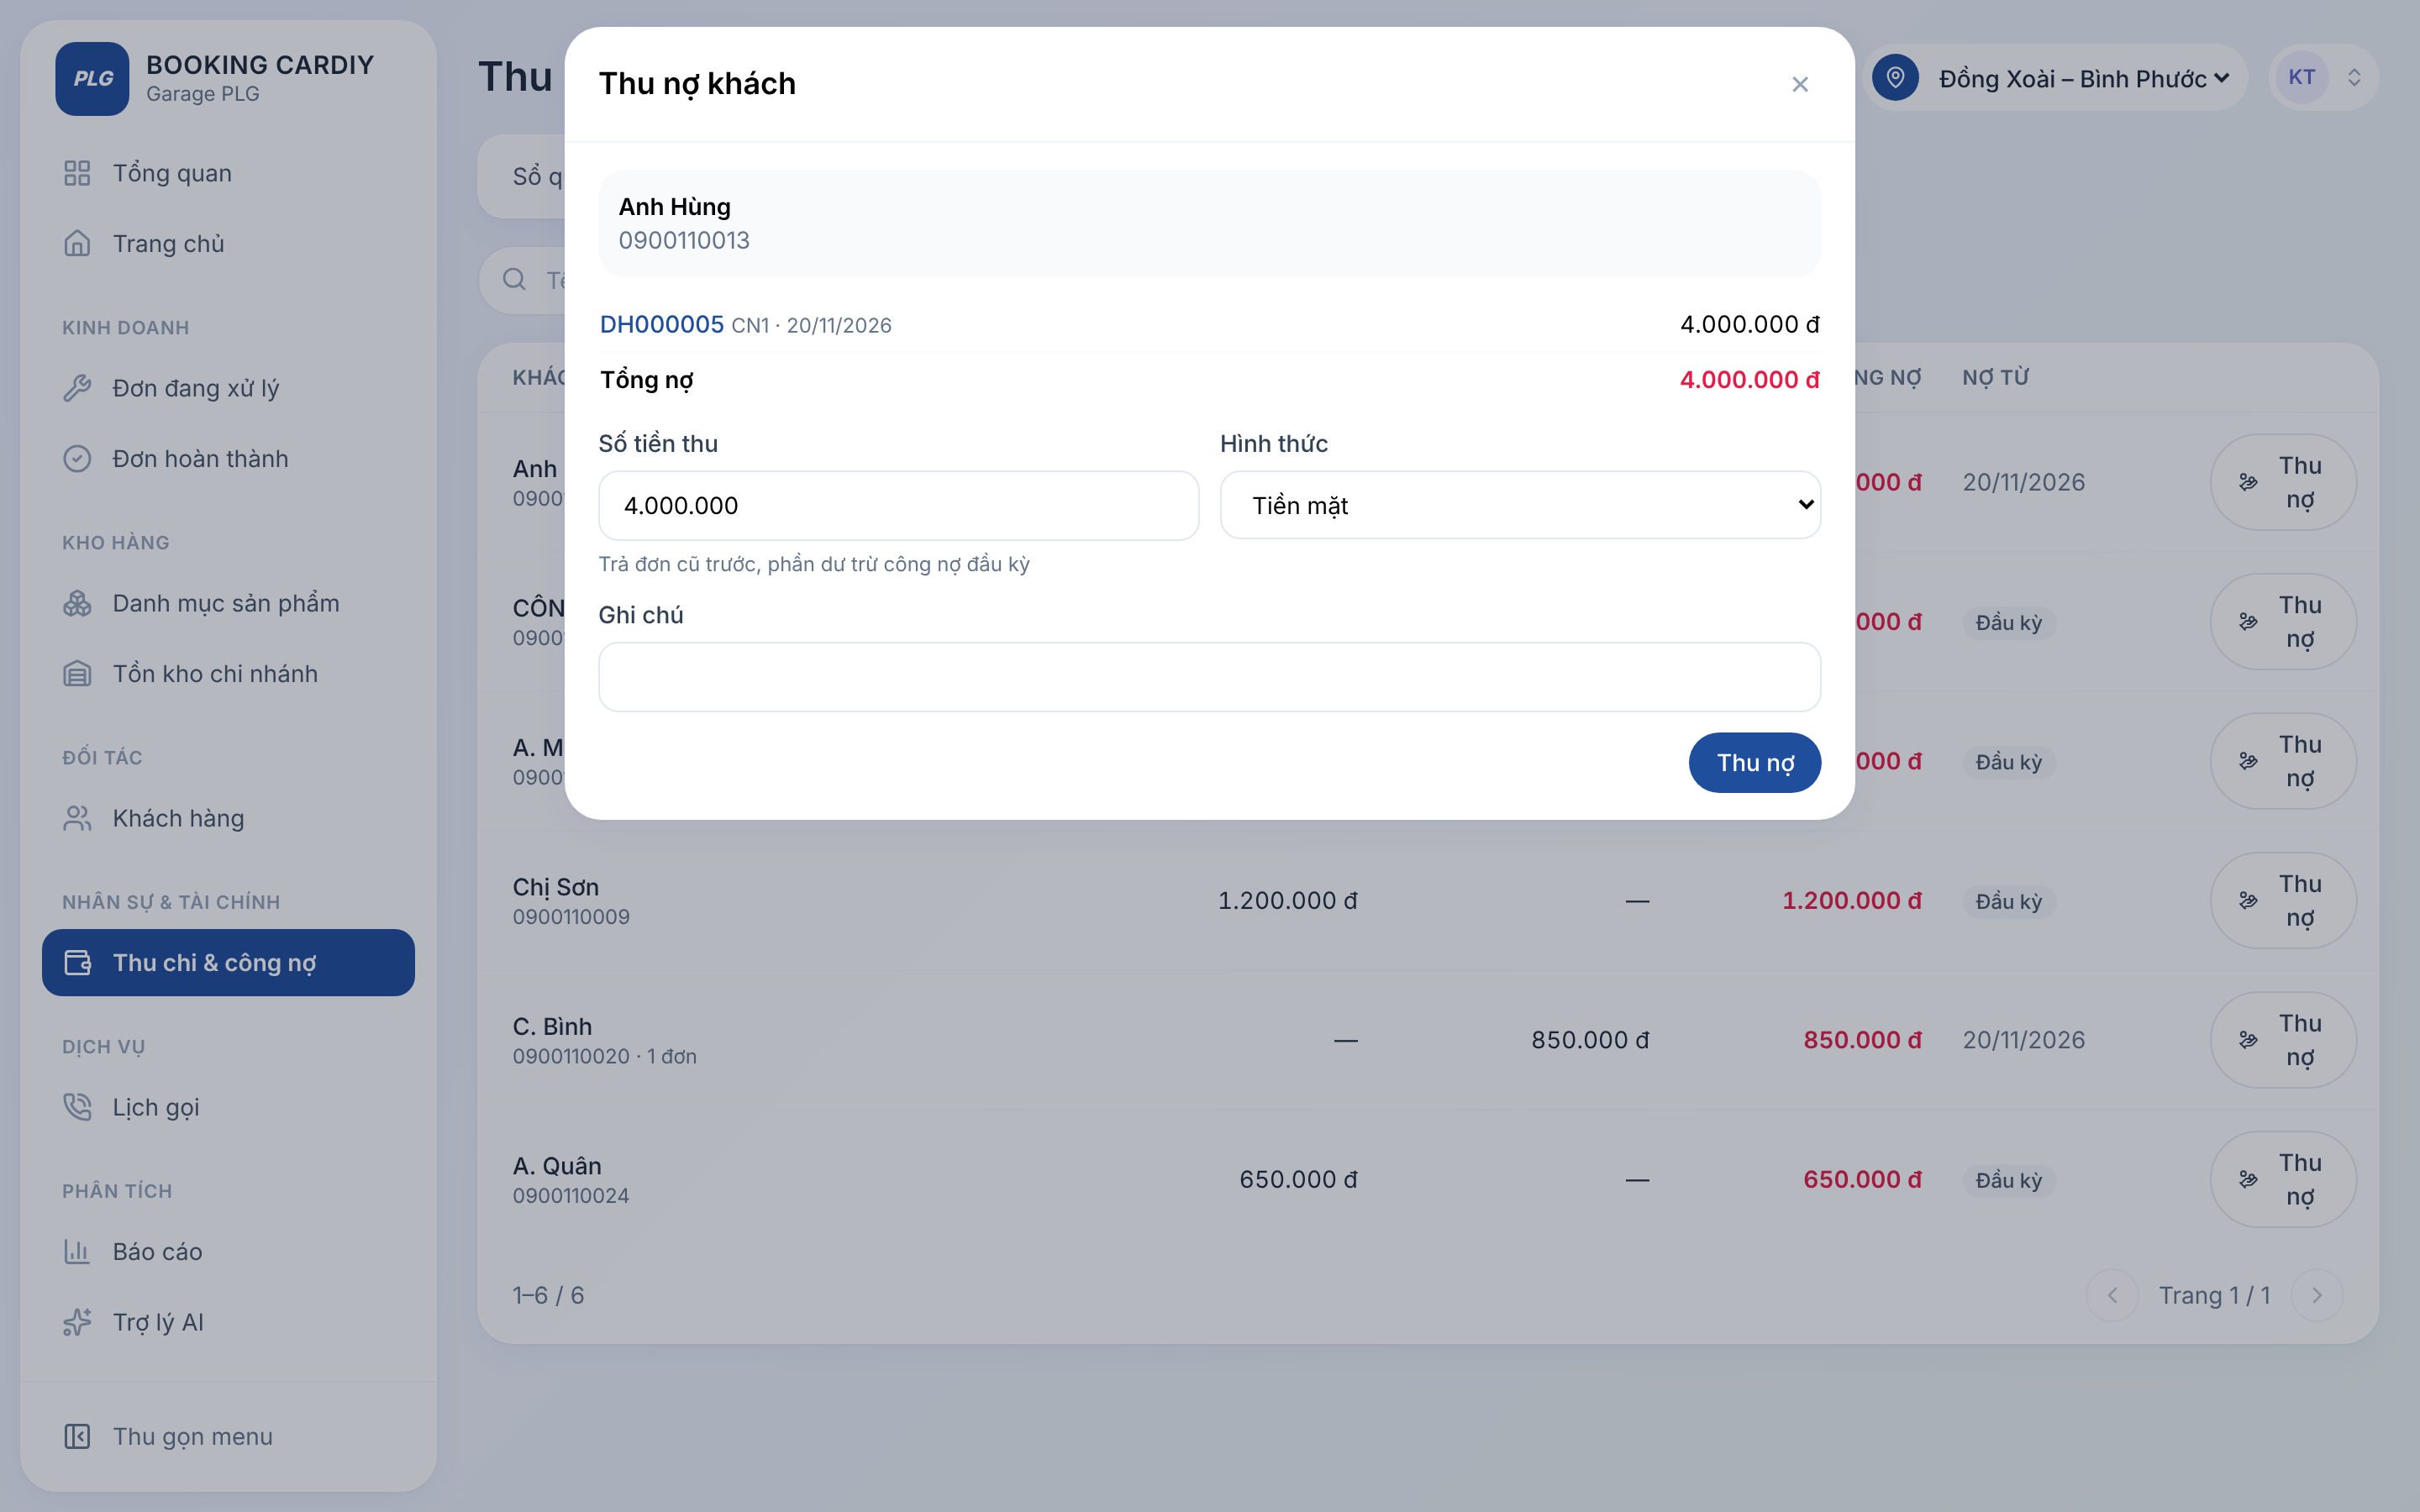 PLG
BOOKING CARDIY
Garage PLG
Tổng quan
Trang chủ
KINH DOANH
Đơn đang xử lý
Đơn hoàn thành
KHO HÀNG
Danh mục sản phẩm
Tồn kho chi nhánh
ĐỐI TÁC
Khách hàng
NHÂN SỰ & TÀI CHÍNH
Thu chi & công nợ
DỊCH VỤ
Lịch gọi
PHÂN TÍCH
Báo cáo
Trợ lý AI
Thu gọn menu
Thu
Đồng Xoài – Bình Phước
KT
Thu nợ khách
Anh Hùng
0900110013
DH000005 CN1 · 20/11/2026 4.000.000 đ
Tổng nợ 4.000.000 đ
Số tiền thu
Hình thức
4.000.000
Tiền mặt
Trả đơn cũ trước, phần dư trừ công nợ đầu kỳ
Ghi chú
Thu nợ
NỢ NỢ TỪ
Anh
000 đ 20/11/2026 Thu nợ
000 đ Đầu kỳ Thu nợ
A. M
000 đ Đầu kỳ Thu nợ
Chị Sơn
0900110009
1.200.000 đ — 1.200.000 đ Đầu kỳ Thu nợ
C. Bình
0900110020 · 1 đơn
— 850.000 đ 850.000 đ 20/11/2026 Thu nợ
A. Quân
0900110024
650.000 đ — 650.000 đ Đầu kỳ Thu nợ
1–6 / 6
Trang 1 / 1